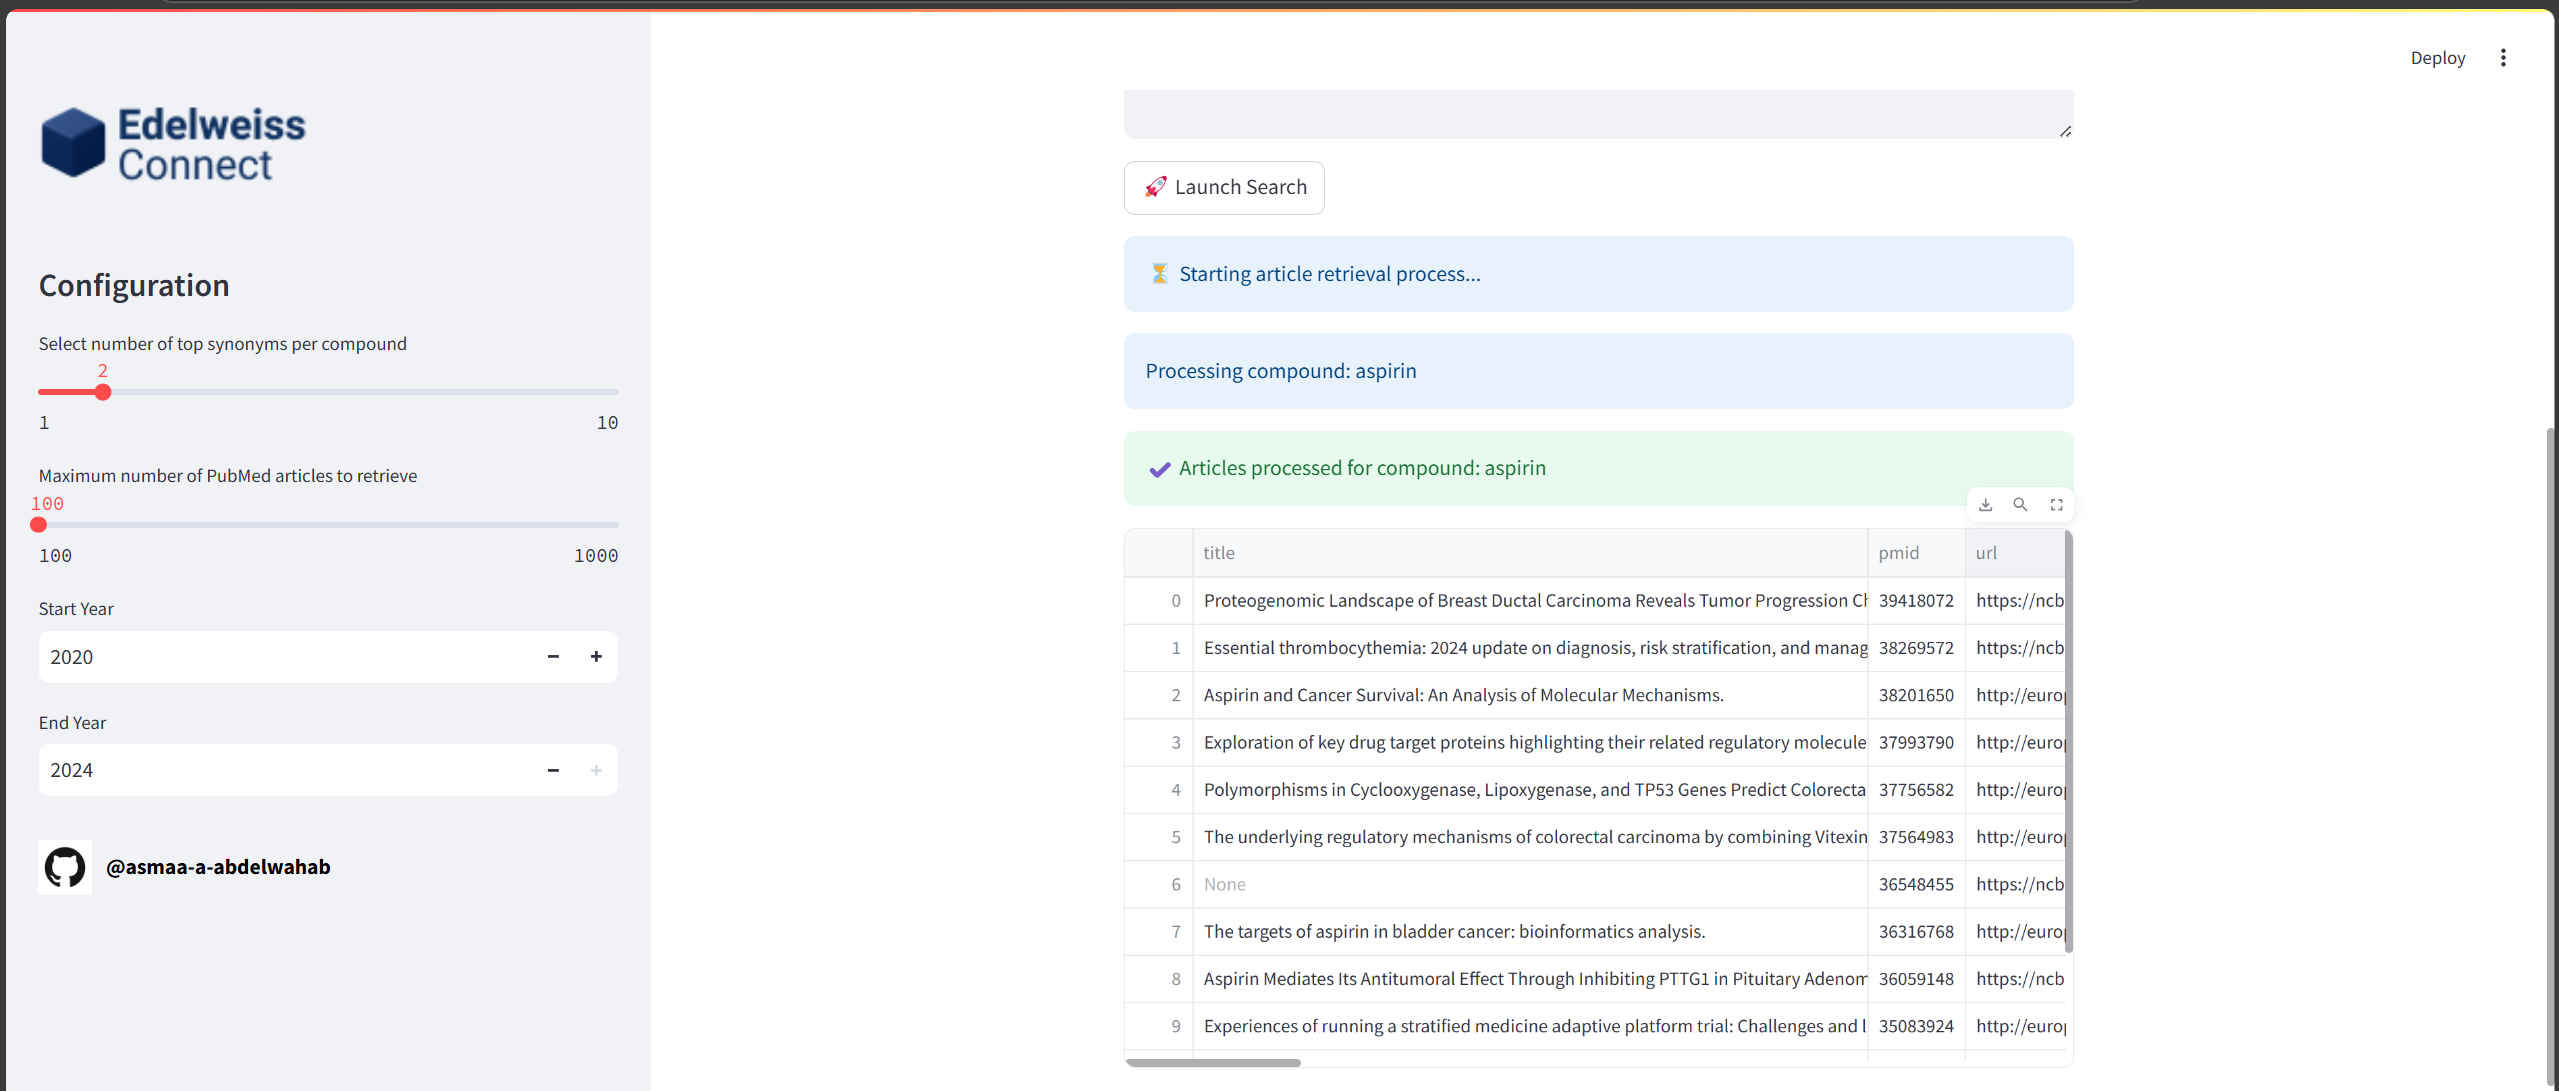 Deploy
Edelweiss
Connect
Configuration
Select number of top synonyms per compound
2
1 10
Maximum number of PubMed articles to retrieve
100
100 1000
Start Year
2020 - +
End Year
2024 - +
@asmaa-a-abdelwahab
🚀 Launch Search
⏳ Starting article retrieval process...
Processing compound: aspirin
✔ Articles processed for compound: aspirin
title pmid url
0 Proteogenomic Landscape of Breast Ductal Carcinoma Reveals Tumor Progression Ch 39418072 https://ncb
1 Essential thrombocythemia: 2024 update on diagnosis, risk stratification, and manag 38269572 https://ncb
2 Aspirin and Cancer Survival: An Analysis of Molecular Mechanisms. 38201650 http://europ
3 Exploration of key drug target proteins highlighting their related regulatory molecule 37993790 http://europ
4 Polymorphisms in Cyclooxygenase, Lipoxygenase, and TP53 Genes Predict Colorecta 37756582 http://europ
5 The underlying regulatory mechanisms of colorectal carcinoma by combining Vitexin 37564983 http://europ
6 None 36548455 https://ncb
7 The targets of aspirin in bladder cancer: bioinformatics analysis. 36316768 http://europ
8 Aspirin Mediates Its Antitumoral Effect Through Inhibiting PTTG1 in Pituitary Adenom 36059148 https://ncb
9 Experiences of running a stratified medicine adaptive platform trial: Challenges and l 35083924 http://europ